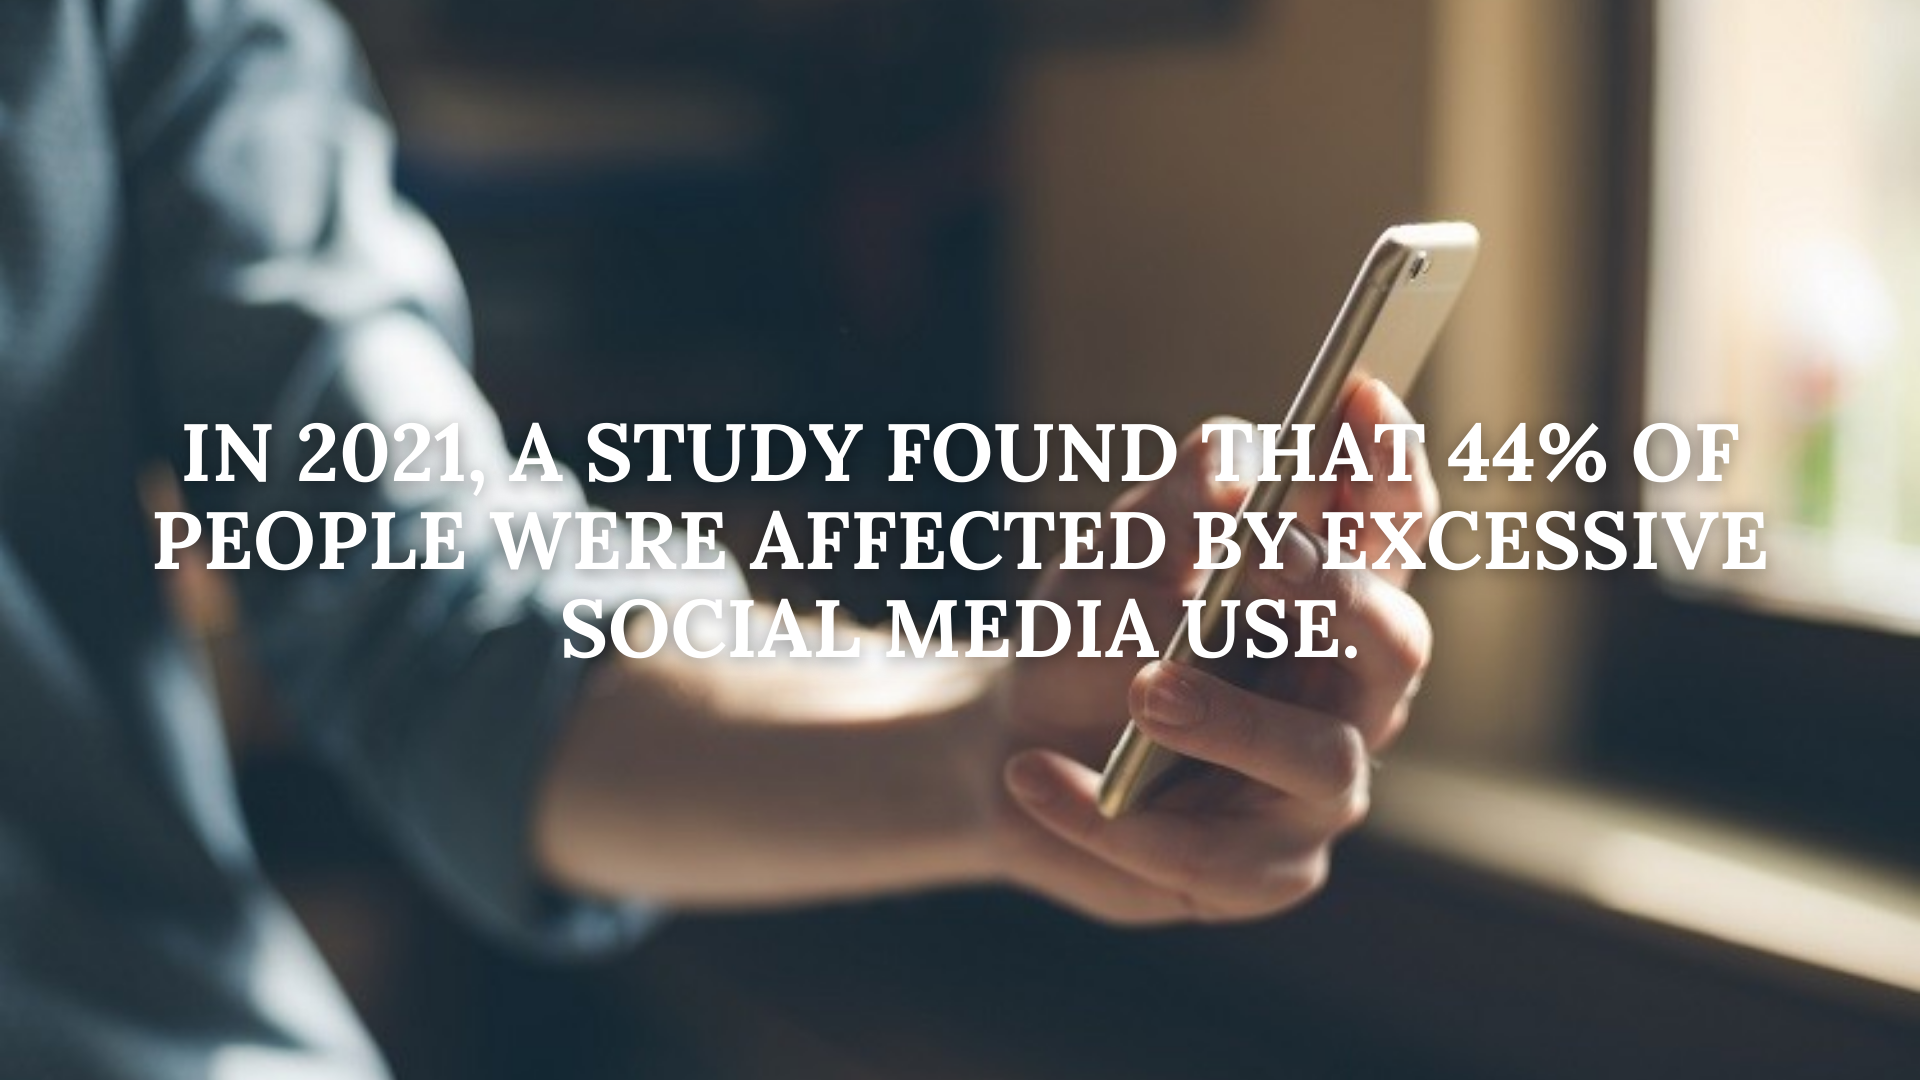 IN 2021, A STUDY FOUND THAT 44% OF
PEOPLE WERE AFFECTED BY EXCESSIVE
SOCIAL MEDIA USE.